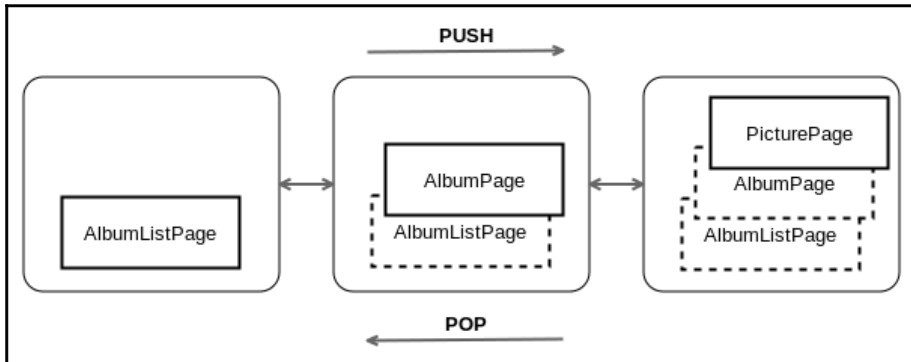 PUSH
PicturePage
AlbumPage
AlbumPage
AlbumListPage
AlbumListPage
AlbumListPage
POP